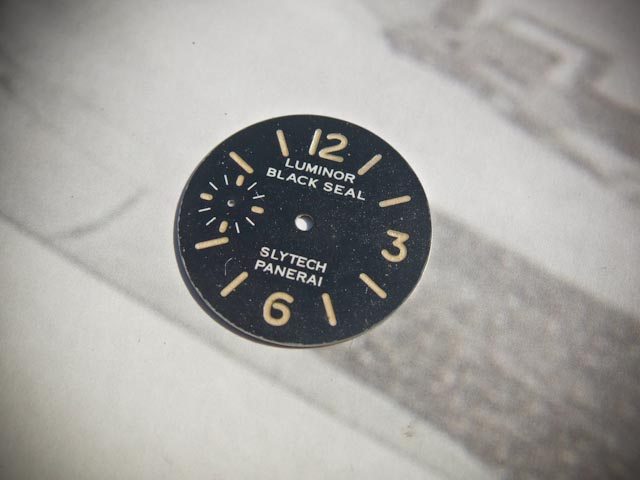 12
LUMINOR
BLACK SEAL
3
SLYTECH
PANERAI
6